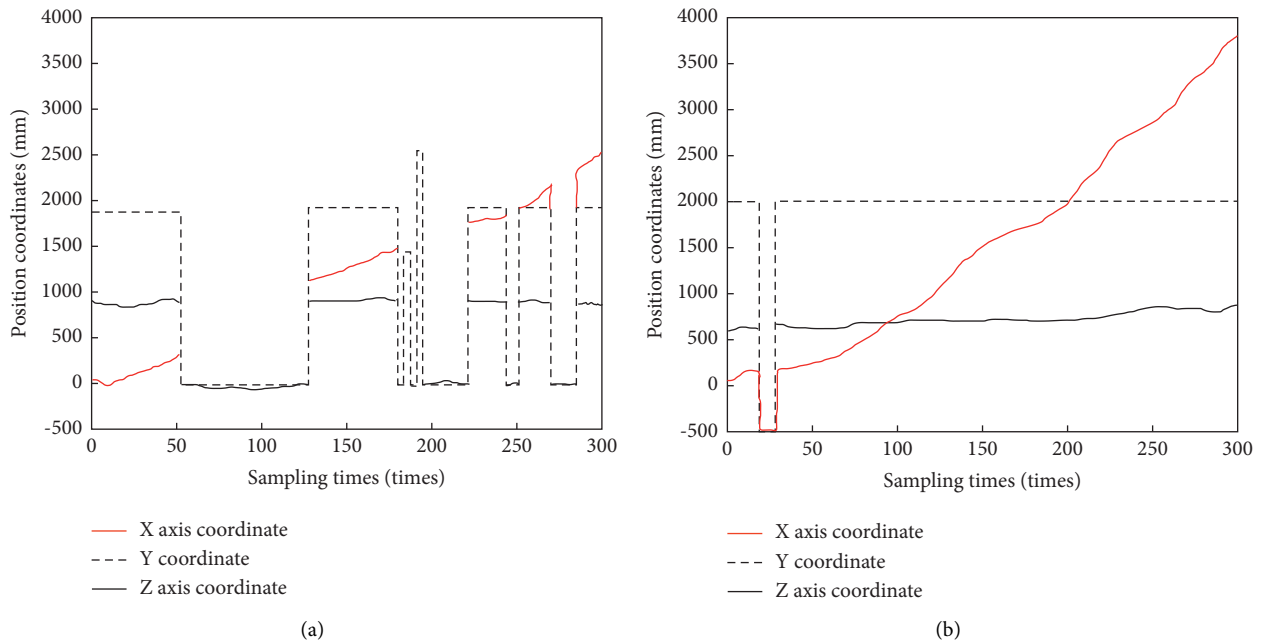 4000
3500
3000
2500
2000
1500
1000
500
0
-500
Position coordinates (mm)
0 50 100 150 200 250 300
Sampling times (times)
X axis coordinate
Y coordinate
Z axis coordinate
(a)
4000
3500
3000
2500
2000
1500
1000
500
0
-500
Position coordinates (mm)
0 50 100 150 200 250 300
Sampling times (times)
X axis coordinate
Y coordinate
Z axis coordinate
(b)